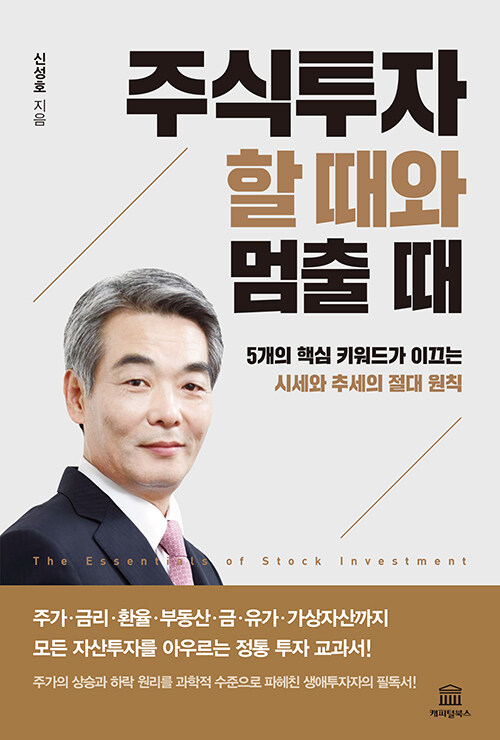 신성호 지음
주식투자
할 때와
멈출 때
5개의 핵심 키워드가 이끄는
시세와 추세의 절대 원칙
The Essentials of Stock Investment
주가·금리·환율·부동산·금·유가·가상자산까지
모든 자산투자를 아우르는 정통 투자 교과서!
주가의 상승과 하락 원리를 과학적 수준으로 파헤친 생애투자자의 필독서!
캐피털북스